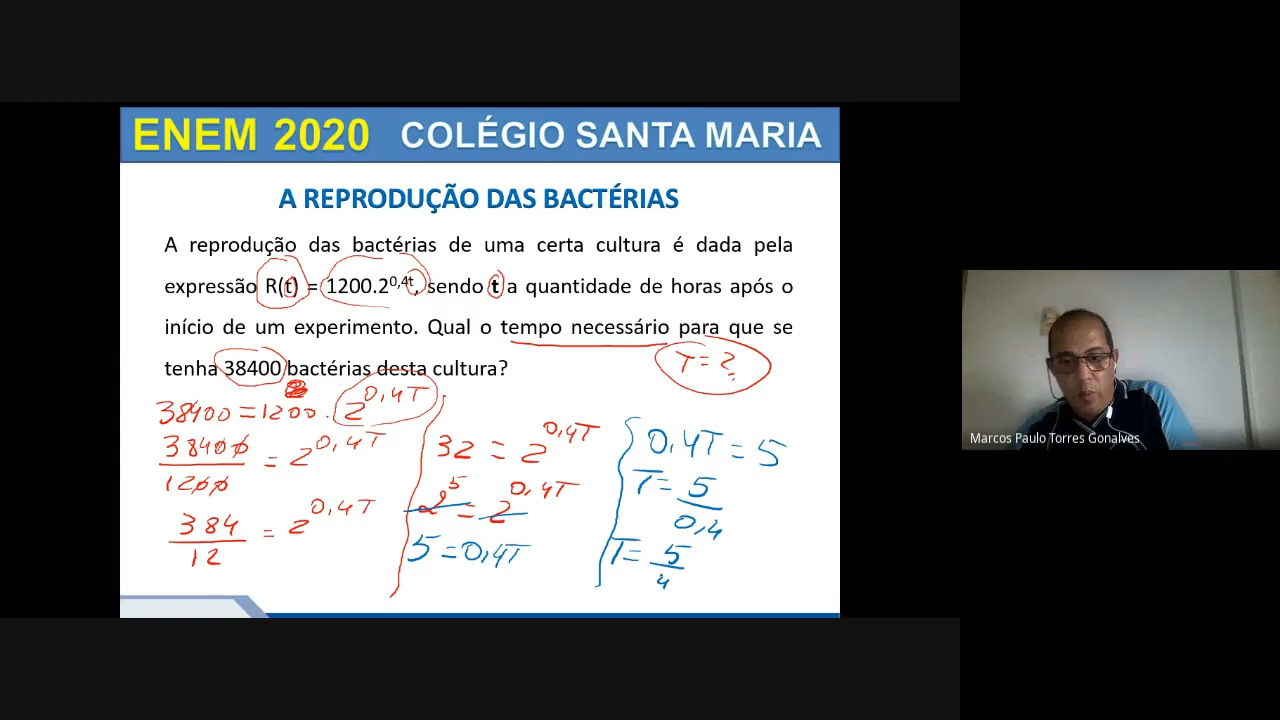 ENEM 2020 COLÉGIO SANTA MARIA
A REPRODUÇÃO DAS BACTÉRIAS
A reprodução das bactérias de uma certa cultura é dada pela
expressão R(t) = 1200.2^0,4t, sendo t a quantidade de horas após o
início de um experimento. Qual o tempo necessário para que se
tenha 38400 bactérias desta cultura?
T = ?
38400 = 1200 . 2^0,4T
38400/1200 = 2^0,4T
384/12 = 2^0,4T
32 = 2^0,4T
2^5 = 2^0,4T
5 = 0,4T
0,4T = 5
T = 5/0,4
T = 5/4
Marcos Paulo Torres Gonalves